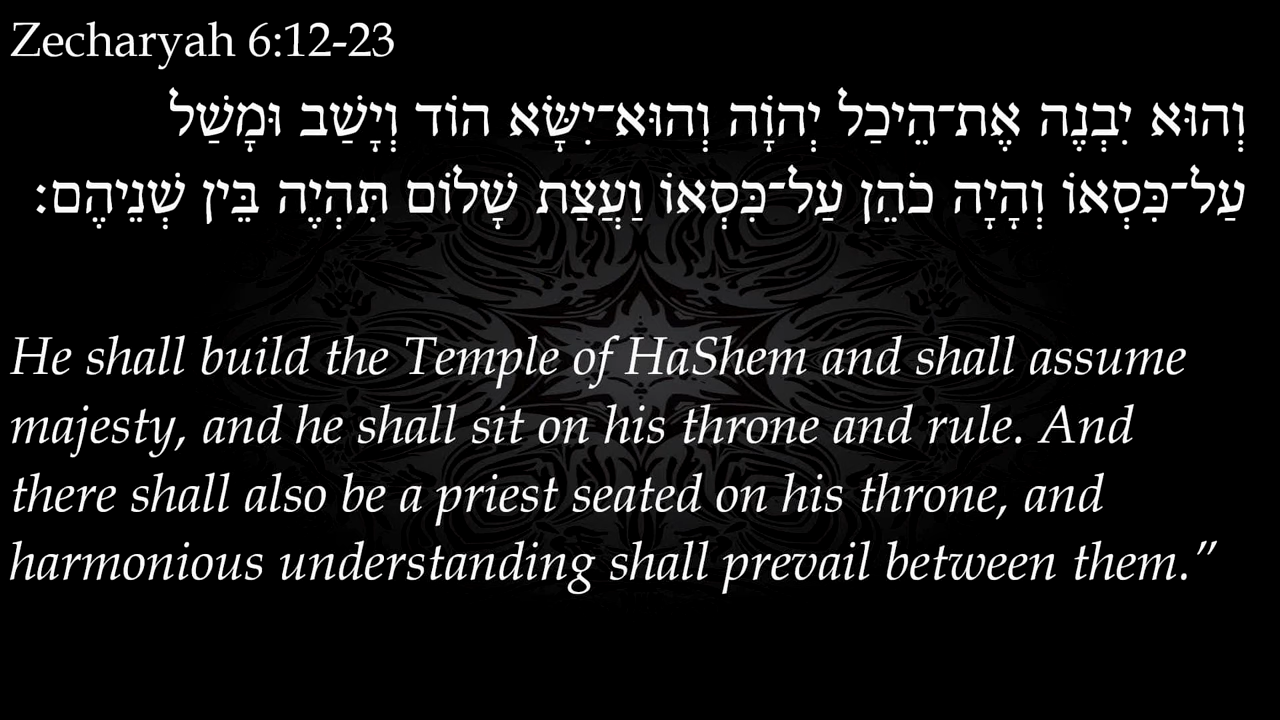 Zecharyah 6:12-23
וְהוּא יִבְנֶה אֶת־הֵיכַל יְהוָֹה וְהוּא־יִשָּׂא הוֹד וְיָשַׁב וּמָשַׁל
עַל־כִּסְאוֹ וְהָיָה כֹהֵן עַל־כִּסְאוֹ וַעֲצַת שָׁלוֹם תִּהְיֶה בֵּין שְׁנֵיהֶם׃
He shall build the Temple of HaShem and shall assume
majesty, and he shall sit on his throne and rule. And
there shall also be a priest seated on his throne, and
harmonious understanding shall prevail between them.”